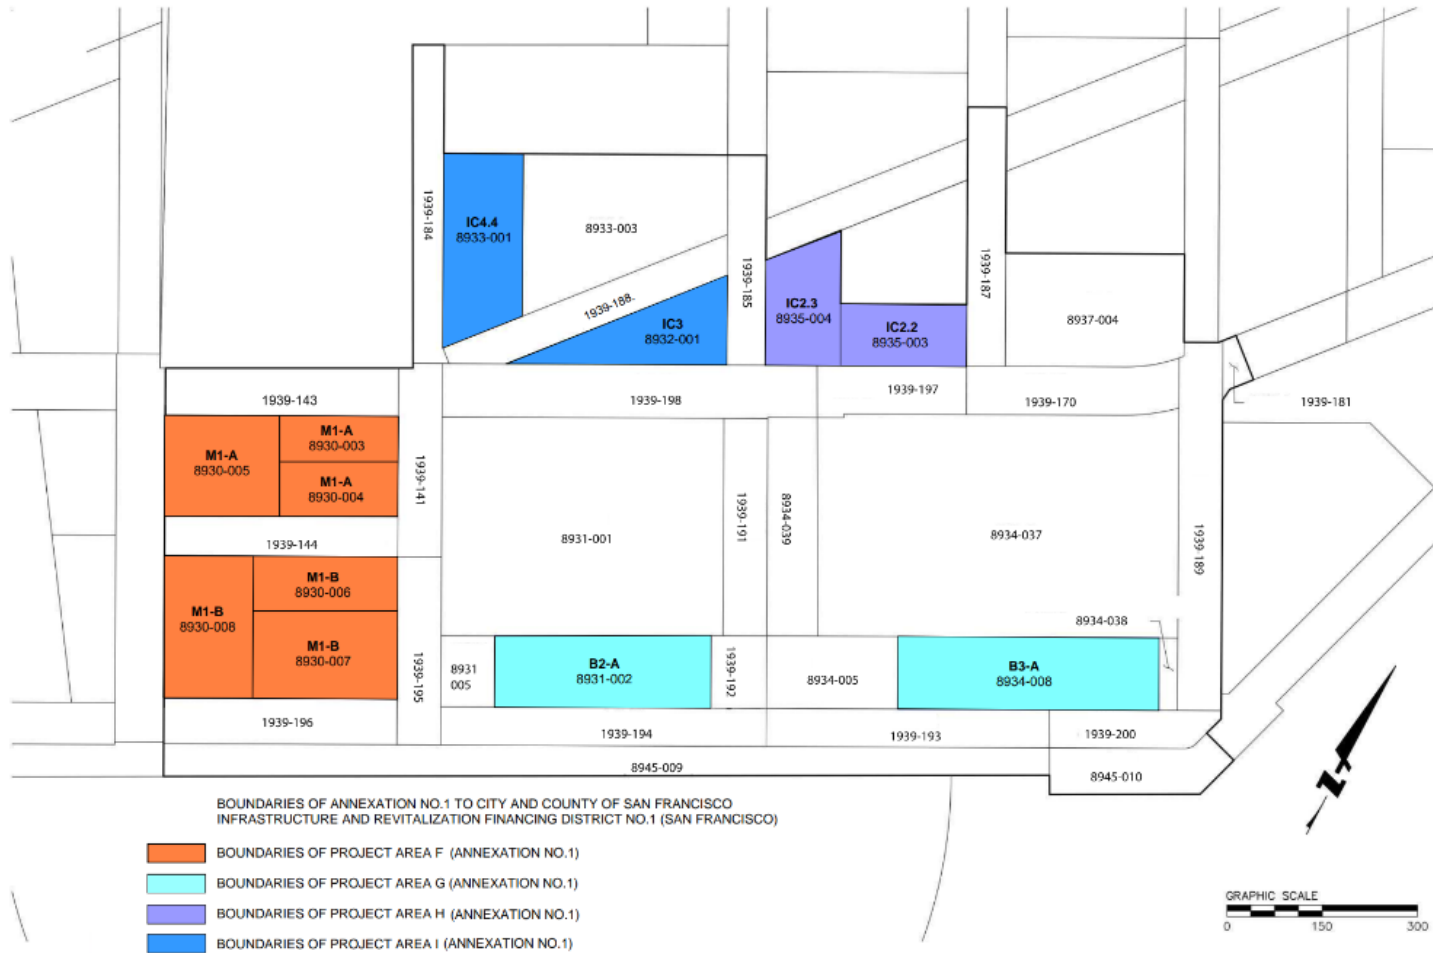 1939-184
IC4.4
8933-001
8933-003
1939-188.
IC3
8932-001
1939-185
IC2.3
8935-004
IC2.2
8935-003
1939-187
8937-004
1939-181
1939-143
1939-198
1939-197
1939-170
M1-A
8930-005
M1-A
8930-003
M1-A
8930-004
1939-141
1939-144
8931-001
1939-191
8934-039
8934-037
1939-189
M1-B
8930-008
M1-B
8930-006
M1-B
8930-007
1939-195
8931
005
B2-A
8931-002
1939-192
8934-005
B3-A
8934-008
8934-038
1939-196
1939-194
1939-193
1939-200
8945-009
8945-010
BOUNDARIES OF ANNEXATION NO.1 TO CITY AND COUNTY OF SAN FRANCISCO
INFRASTRUCTURE AND REVITALIZATION FINANCING DISTRICT NO.1 (SAN FRANCISCO)
BOUNDARIES OF PROJECT AREA F (ANNEXATION NO.1)
BOUNDARIES OF PROJECT AREA G (ANNEXATION NO.1)
BOUNDARIES OF PROJECT AREA H (ANNEXATION NO.1)
BOUNDARIES OF PROJECT AREA I (ANNEXATION NO.1)
N
GRAPHIC SCALE
0 150 300